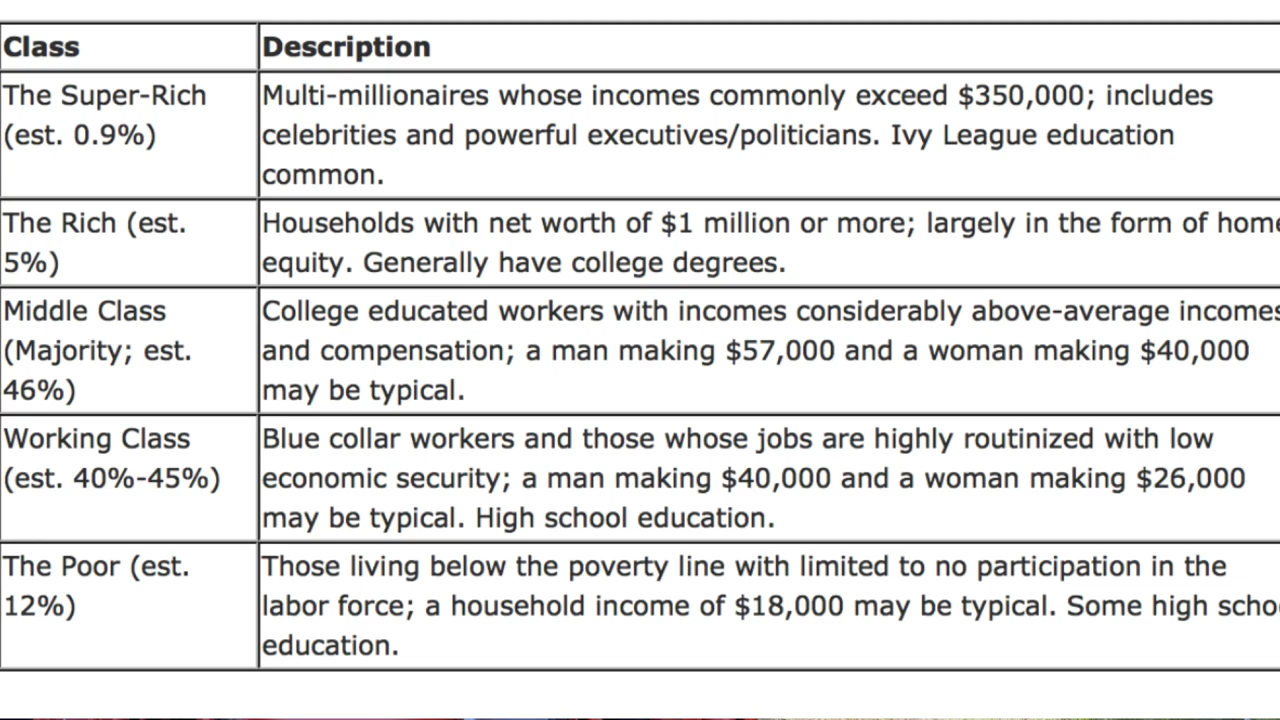 Class
Description
The Super-Rich
(est. 0.9%)
Multi-millionaires whose incomes commonly exceed $350,000; includes
celebrities and powerful executives/politicians. Ivy League education
common.
The Rich (est.
5%)
Households with net worth of $1 million or more; largely in the form of home
equity. Generally have college degrees.
Middle Class
(Majority; est.
46%)
College educated workers with incomes considerably above-average incomes
and compensation; a man making $57,000 and a woman making $40,000
may be typical.
Working Class
(est. 40%-45%)
Blue collar workers and those whose jobs are highly routinized with low
economic security; a man making $40,000 and a woman making $26,000
may be typical. High school education.
The Poor (est.
12%)
Those living below the poverty line with limited to no participation in the
labor force; a household income of $18,000 may be typical. Some high scho
education.